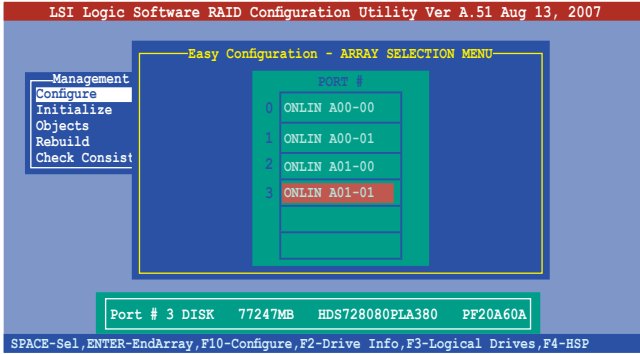 LSI Logic Software RAID Configuration Utility Ver A.51 Aug 13, 2007
Easy Configuration - ARRAY SELECTION MENU
Management
Configure
Initialize
Objects
Rebuild
Check Consist
PORT #
0 ONLIN A00-00
1 ONLIN A00-01
2 ONLIN A01-00
3 ONLIN A01-01
Port # 3 DISK 77247MB HDS728080PLA380 PF20A60A
SPACE-Sel,ENTER-EndArray,F10-Configure,F2-Drive Info,F3-Logical Drives,F4-HSP